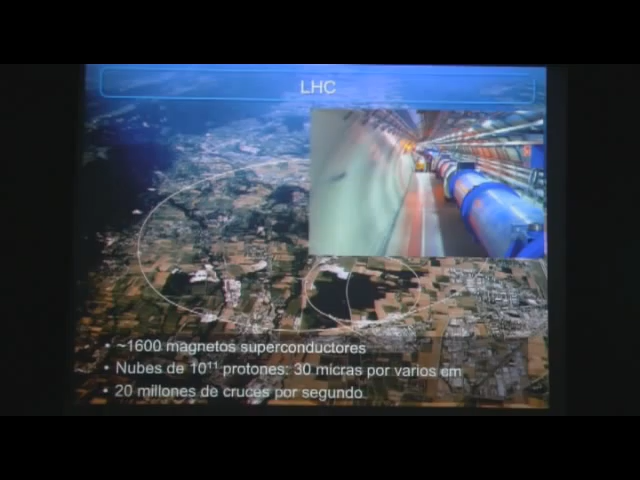 LHC
• ~1600 magnetos superconductores
• Nubes de 10¹¹ protones: 30 micras por varios cm
• 20 millones de cruces por segundo.